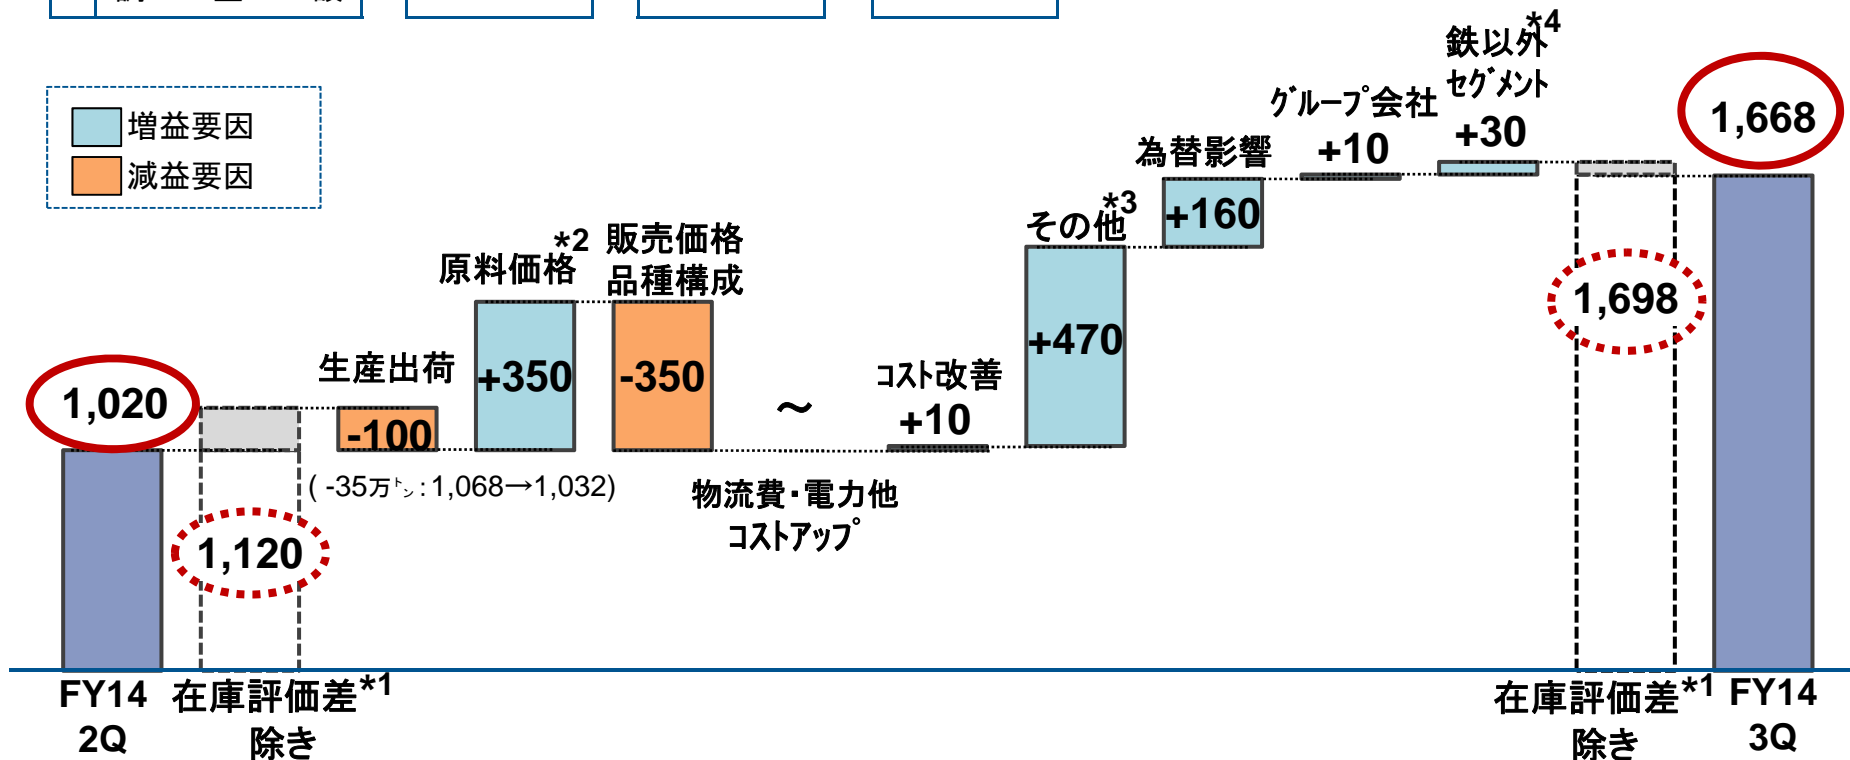 増益要因
減益要因
1,020
1,120
生産出荷
-100
( -35万㌧:1,068→1,032)
原料価格*2
+350
販売価格
品種構成
-350
~
物流費・電力他
コストアップ
コスト改善
+10
その他*3
+470
為替影響
+160
グループ会社
+10
鉄以外*4
セグメント
+30
1,698
1,668
FY14
2Q
在庫評価差*1
除き
在庫評価差*1
除き
FY14
3Q